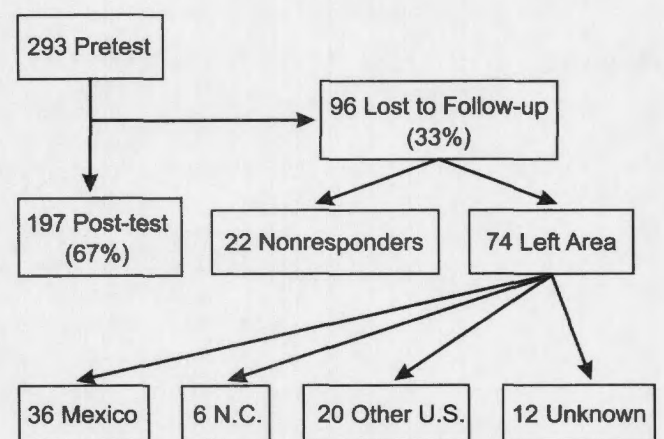 293 Pretest
96 Lost to Follow-up
(33%)
197 Post-test
(67%)
22 Nonresponders
74 Left Area
36 Mexico
6 N.C.
20 Other U.S.
12 Unknown